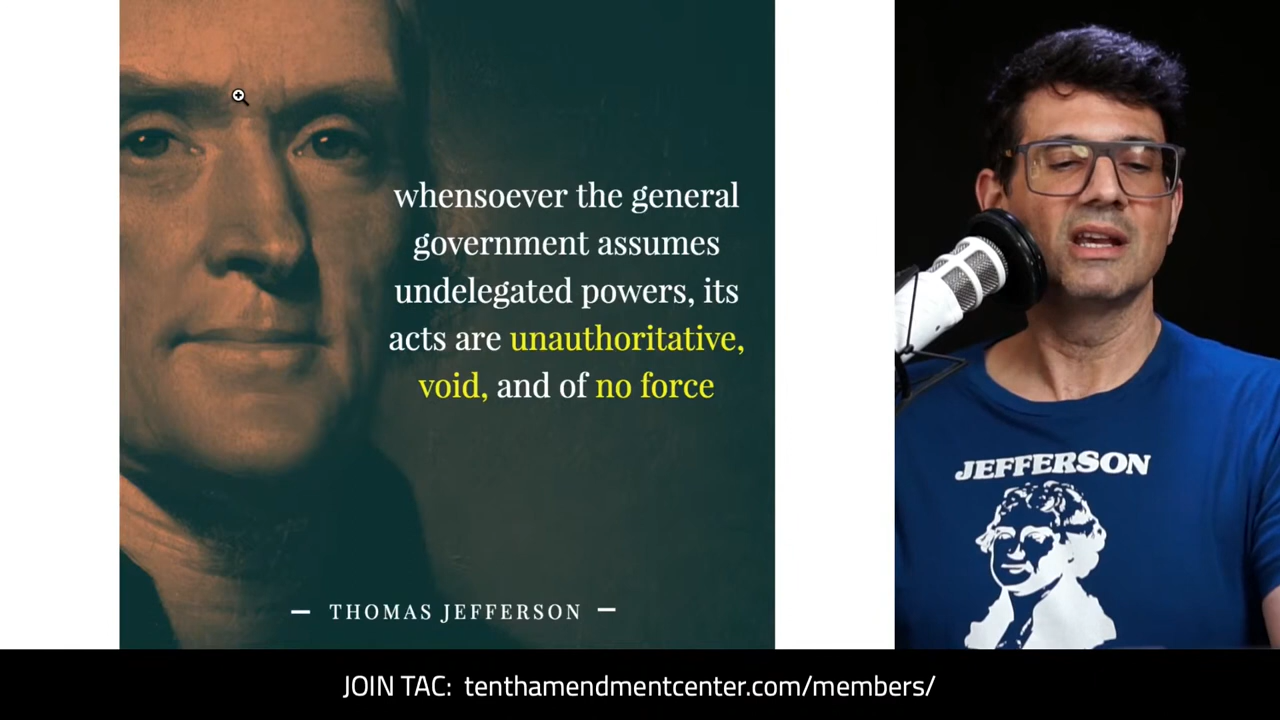 whensoever the general
government assumes
undelegated powers, its
acts are unauthoritative,
void, and of no force
— THOMAS JEFFERSON —
JEFFERSON
JOIN TAC: tenthamendmentcenter.com/members/